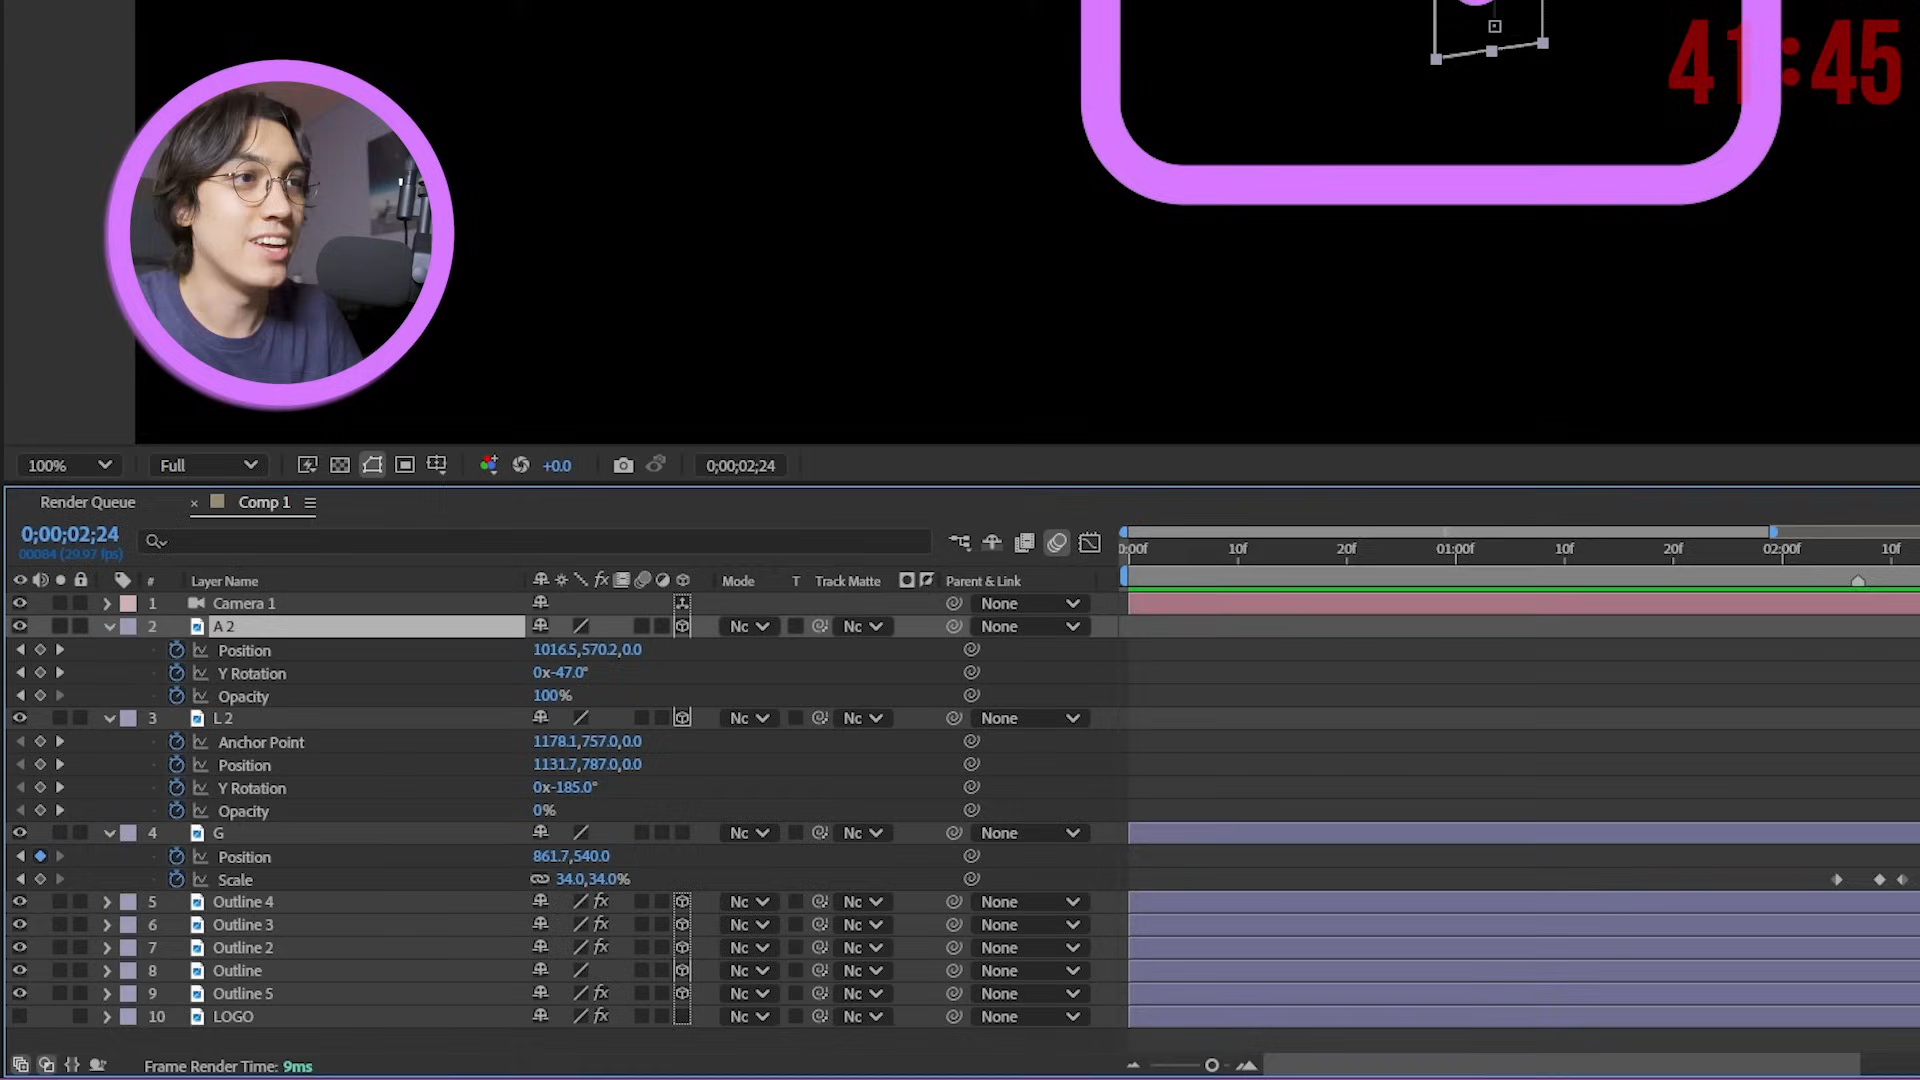 41:45
100% Full +0.0 0;00;02;24
Render Queue × Comp 1
0;00;02;24
00084 (29.97 fps)
0:00f 10f 20f 01:00f 10f 20f 02:00f 10f
# Layer Name fx Mode T Track Matte Parent & Link
1 Camera 1 None
2 A 2 Nc Nc None
Position 1016.5,570.2,0.0
Y Rotation 0x-47.0°
Opacity 100%
3 L 2 Nc Nc None
Anchor Point 1178.1,757.0,0.0
Position 1131.7,787.0,0.0
Y Rotation 0x-185.0°
Opacity 0%
4 G Nc Nc None
Position 861.7,540.0
Scale 34.0,34.0%
5 Outline 4 fx Nc Nc None
6 Outline 3 fx Nc Nc None
7 Outline 2 fx Nc Nc None
8 Outline Nc Nc None
9 Outline 5 fx Nc Nc None
10 LOGO fx Nc Nc None
Frame Render Time: 9ms